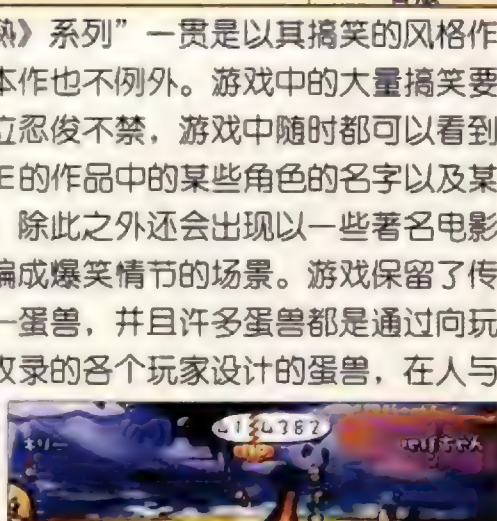 热》系列”一贯是以其搞笑的风格作
本作也不例外。游戏中的大量搞笑要
忍俊不禁，游戏中随时都可以看到
的作品中的某些角色的名字以及某
除此之外还会出现以一些著名电影
编成爆笑情节的场景。游戏保留了传
一蛋兽，并且许多蛋兽都是通过向玩
收录的各个玩家设计的蛋兽，在人与